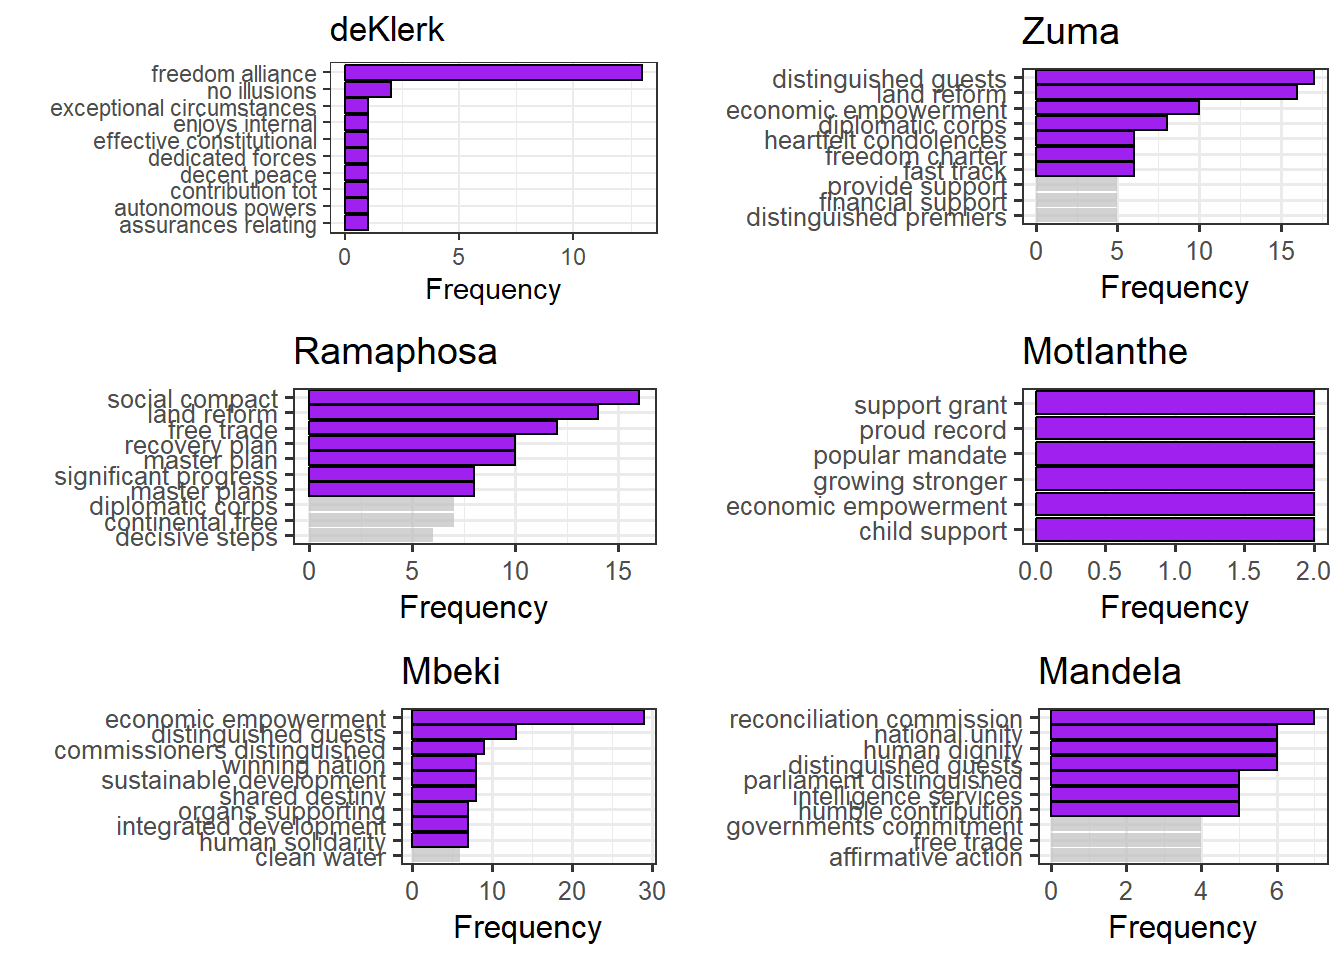 deKlerk
freedom alliance
no illusions
exceptional circumstances
enjoys internal
effective constitutional
dedicated forces
decent peace
contribution tot
autonomous powers
assurances relating
0 5 10
Frequency
Zuma
distinguished guests
land reform
economic empowerment
diplomatic corps
heartfelt condolences
freedom charter
fast track
provide support
financial support
distinguished premiers
0 5 10 15
Frequency
Ramaphosa
social compact
land reform
free trade
recovery plan
master plan
significant progress
master plans
diplomatic corps
continental free
decisive steps
0 5 10 15
Frequency
Motlanthe
support grant
proud record
popular mandate
growing stronger
economic empowerment
child support
0.0 0.5 1.0 1.5 2.0
Frequency
Mbeki
economic empowerment
distinguished guests
commissioners distinguished
winning nation
sustainable development
shared destiny
organs supporting
integrated development
human solidarity
clean water
0 10 20 30
Frequency
Mandela
reconciliation commission
national unity
human dignity
distinguished guests
parliament distinguished
intelligence services
humble contribution
governments commitment
free trade
affirmative action
0 2 4 6
Frequency